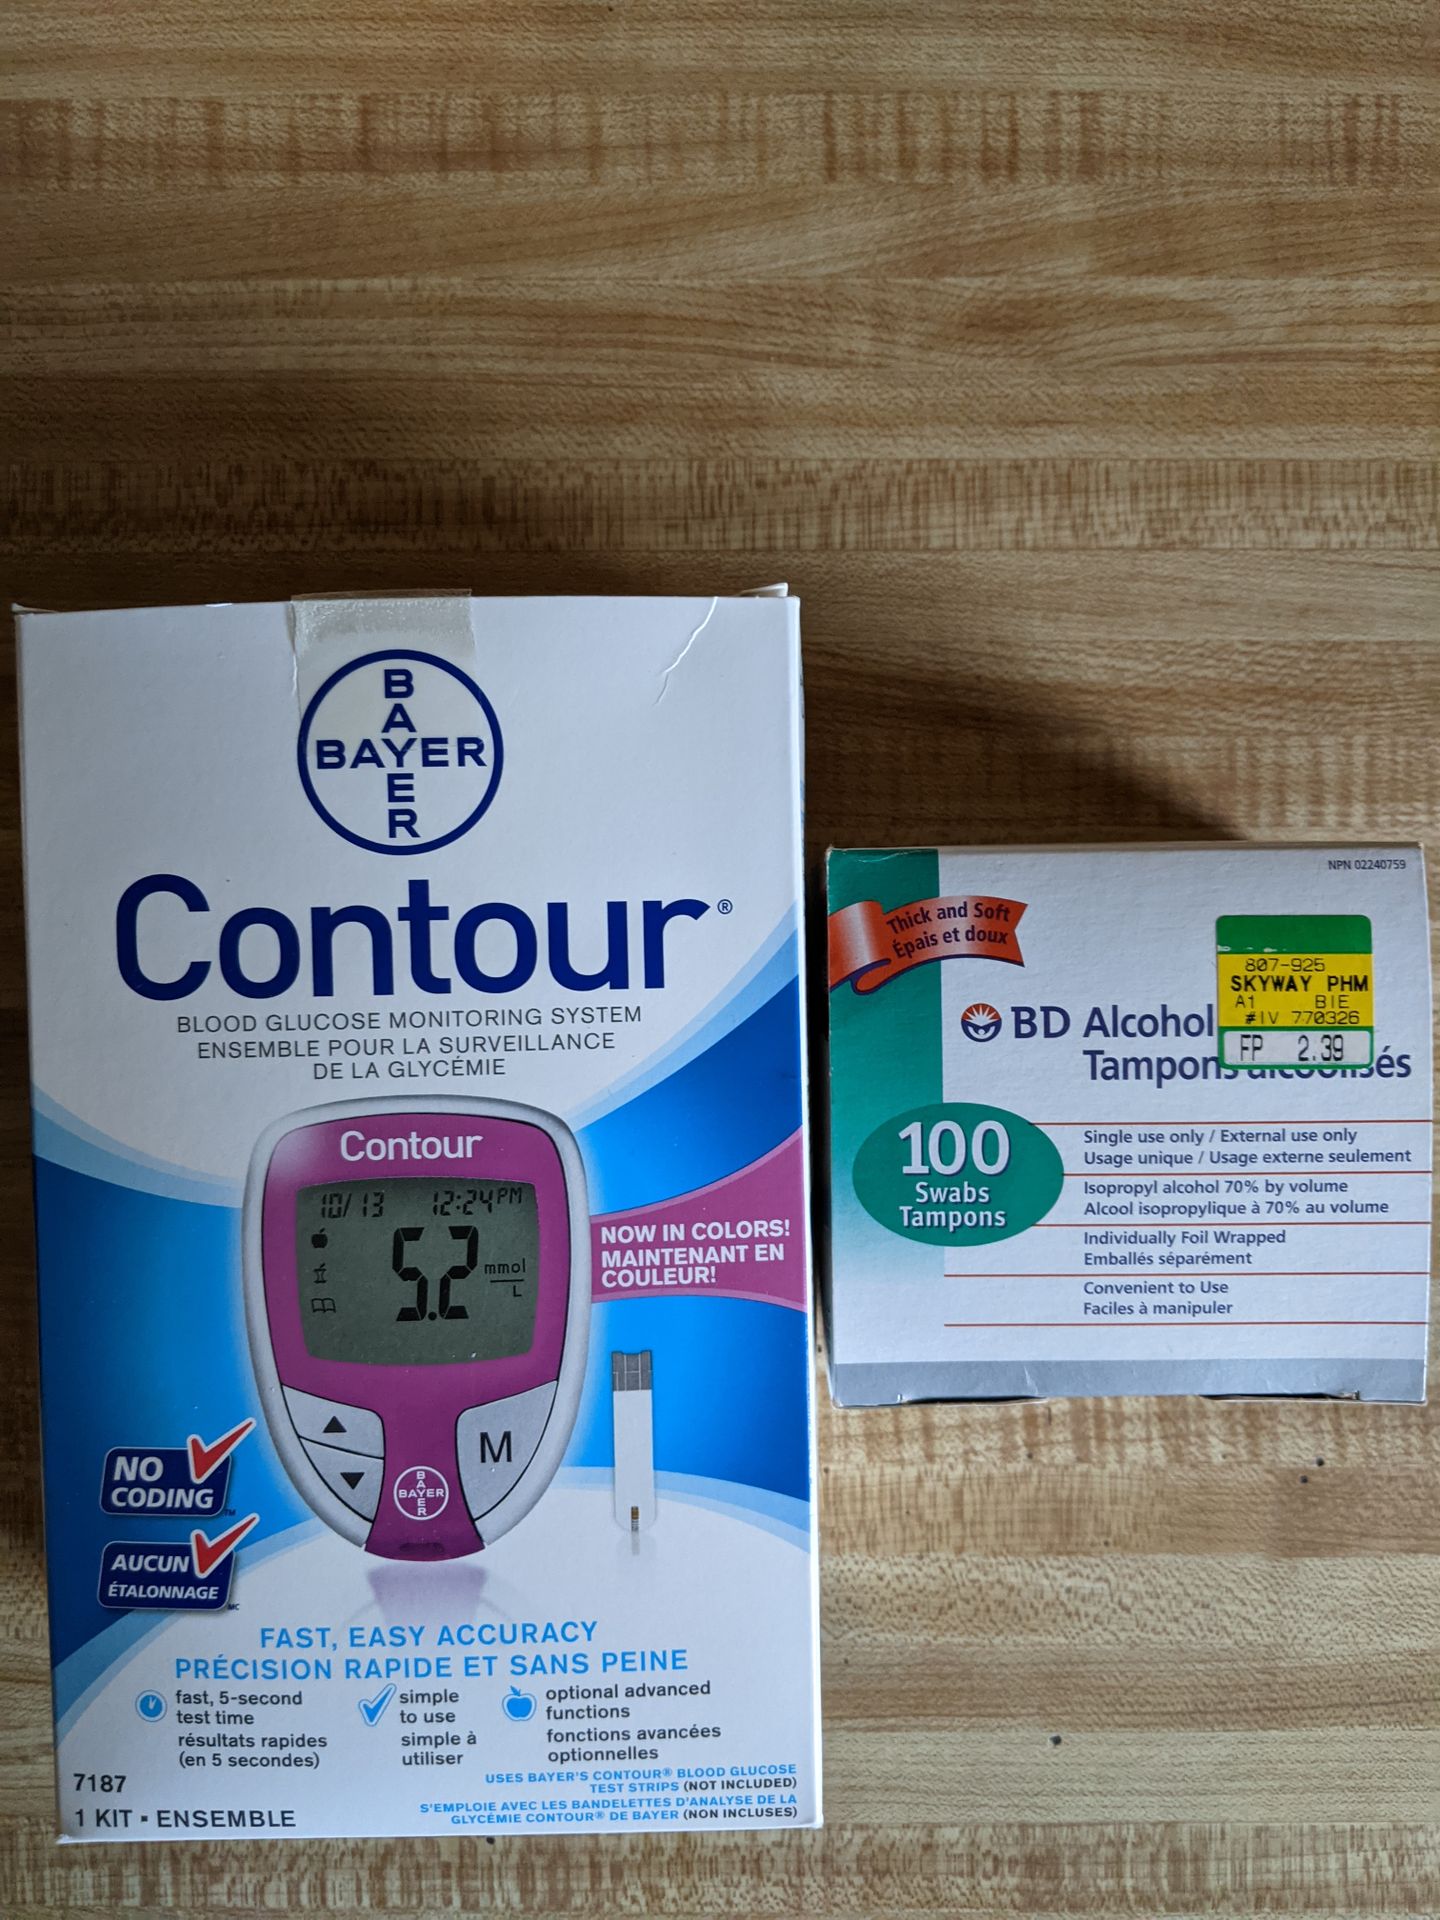 BAYER
BAYER
Contour®
BLOOD GLUCOSE MONITORING SYSTEM
ENSEMBLE POUR LA SURVEILLANCE
DE LA GLYCÉMIE
Contour
10/13 12:24 PM
5.2 mmol
L
NOW IN COLORS!
MAINTENANT EN
COULEUR!
M
BAYER
BAYER
NO
CODING™
AUCUN
ÉTALONNAGE MC
FAST, EASY ACCURACY
PRÉCISION RAPIDE ET SANS PEINE
fast, 5-second
test time
résultats rapides
(en 5 secondes)
simple
to use
simple à
utiliser
optional advanced
functions
fonctions avancées
optionnelles
7187
1 KIT ▪ ENSEMBLE
USES BAYER'S CONTOUR® BLOOD GLUCOSE
TEST STRIPS (NOT INCLUDED)
S'EMPLOIE AVEC LES BANDELETTES D'ANALYSE DE LA
GLYCÉMIE CONTOUR® DE BAYER (NON INCLUSES)
NPN 02240759
Thick and Soft
Épais et doux
807-925
SKYWAY PHM
A1 BIE
#IV 770326
FP 2.39
BD Alcohol
Tampons alcoolisés
100
Swabs
Tampons
Single use only / External use only
Usage unique / Usage externe seulement
Isopropyl alcohol 70% by volume
Alcool isopropylique à 70% au volume
Individually Foil Wrapped
Emballés séparément
Convenient to Use
Faciles à manipuler